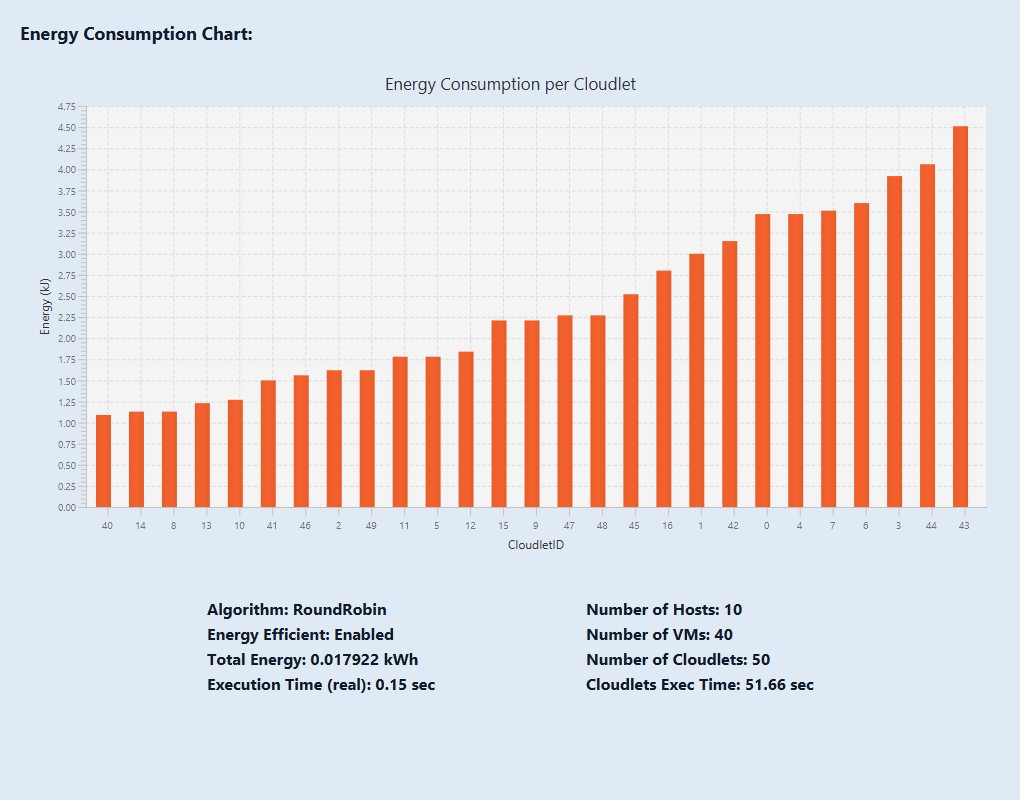 Energy Consumption Chart:
Energy Consumption per Cloudlet
4.75
4.50
4.25
4.00
3.75
3.50
3.25
3.00
2.75
2.50
2.25
2.00
1.75
1.50
1.25
1.00
0.75
0.50
0.25
0.00
Energy (kJ)
40 14 8 13 10 41 46 2 49 11 5 12 15 9 47 48 45 16 1 42 0 4 7 6 3 44 43
CloudletID
Algorithm: RoundRobin
Energy Efficient: Enabled
Total Energy: 0.017922 kWh
Execution Time (real): 0.15 sec
Number of Hosts: 10
Number of VMs: 40
Number of Cloudlets: 50
Cloudlets Exec Time: 51.66 sec